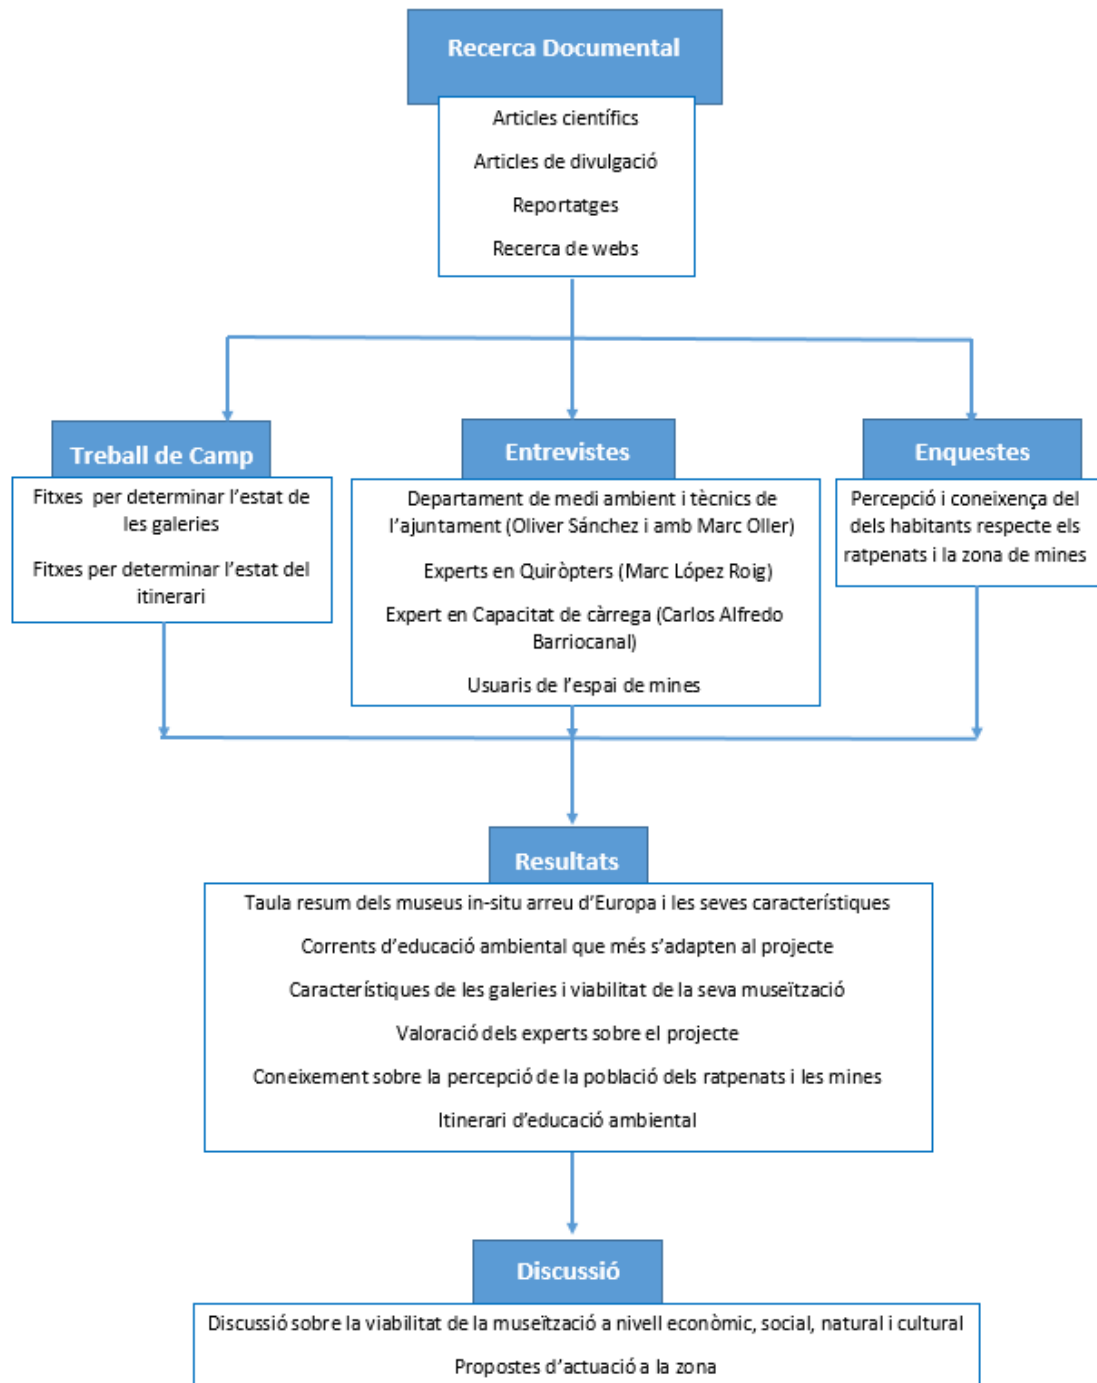 Recerca Documental
Articles científics
Articles de divulgació
Reportatges
Recerca de webs
Treball de Camp
Fitxes per determinar l'estat de
les galeries
Fitxes per determinar l'estat del
itinerari
Entrevistes
Departament de medi ambient i tècnics de
l'ajuntament (Oliver Sánchez i amb Marc Oller)
Experts en Quiròpters (Marc López Roig)
Expert en Capacitat de càrrega (Carlos Alfredo
Barriocanal)
Usuaris de l'espai de mines
Enquestes
Percepció i coneixença del
dels habitants respecte els
ratpenats i la zona de mines
Resultats
Taula resum dels museus in-situ arreu d'Europa i les seves característiques
Corrents d'educació ambiental que més s'adapten al projecte
Característiques de les galeries i viabilitat de la seva museïtzació
Valoració dels experts sobre el projecte
Coneixement sobre la percepció de la població dels ratpenats i les mines
Itinerari d'educació ambiental
Discussió
Discussió sobre la viabilitat de la museïtzació a nivell econòmic, social, natural i cultural
Propostes d'actuació a la zona